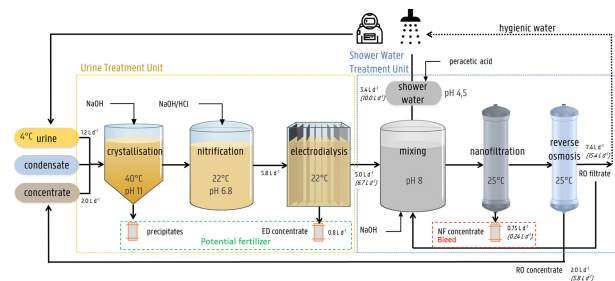 hygienic water
Shower Water
Treatment Unit
Urine Treatment Unit
peracetic acid
NaOH
NaOH/HCl
3.4 L d⁻¹
(10.0 L d⁻¹)
shower
water
pH 4,5
4°C urine
1.2 L d⁻¹
condensate
concentrate
2.0 L d⁻¹
crystallisation
40°C
pH 11
nitrification
22°C
pH 6.8
5.8 L d⁻¹
electrodialysis
22°C
5.0 L d⁻¹
(6.7 L d⁻¹)
mixing
pH 8
nanofiltration
25°C
reverse
osmosis
25°C
7.4 L d⁻¹
(15.4 L d⁻¹)
RO filtrate
precipitates
ED concentrate
0.8 L d⁻¹
Potential fertilizer
NaOH
NF concentrate
Bleed
0.75 L d⁻¹
(0.24 L d⁻¹)
RO concentrate
2.0 L d⁻¹
(5.8 L d⁻¹)